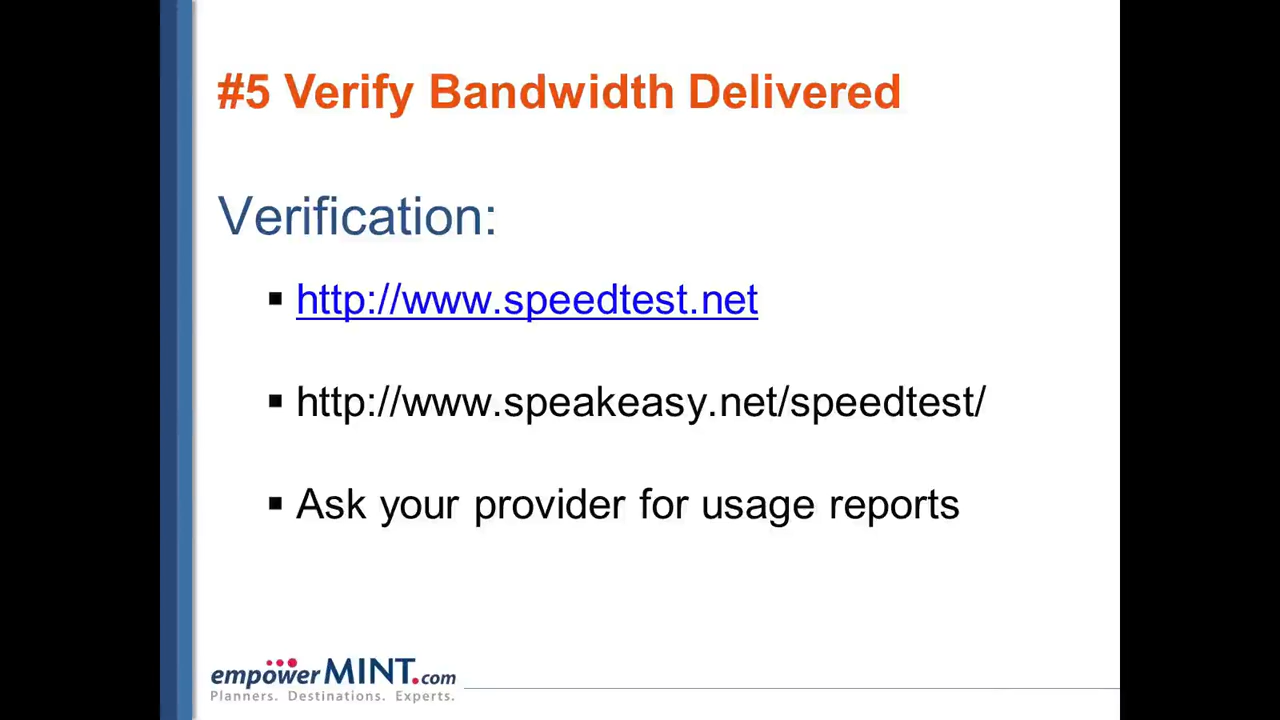 #5 Verify Bandwidth Delivered
Verification:
▪ http://www.speedtest.net
▪ http://www.speakeasy.net/speedtest/
▪ Ask your provider for usage reports
empowerMINT.com
Planners. Destinations. Experts.